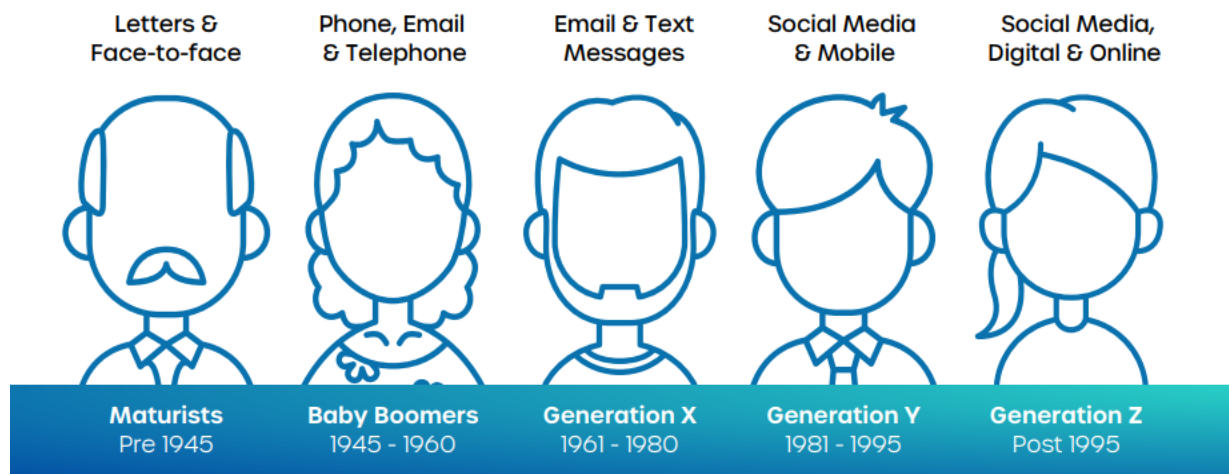 Letters &
Face-to-face
Phone, Email
& Telephone
Email & Text
Messages
Social Media
& Mobile
Social Media,
Digital & Online
Maturists
Pre 1945
Baby Boomers
1945 - 1960
Generation X
1961 - 1980
Generation Y
1981 - 1995
Generation Z
Post 1995